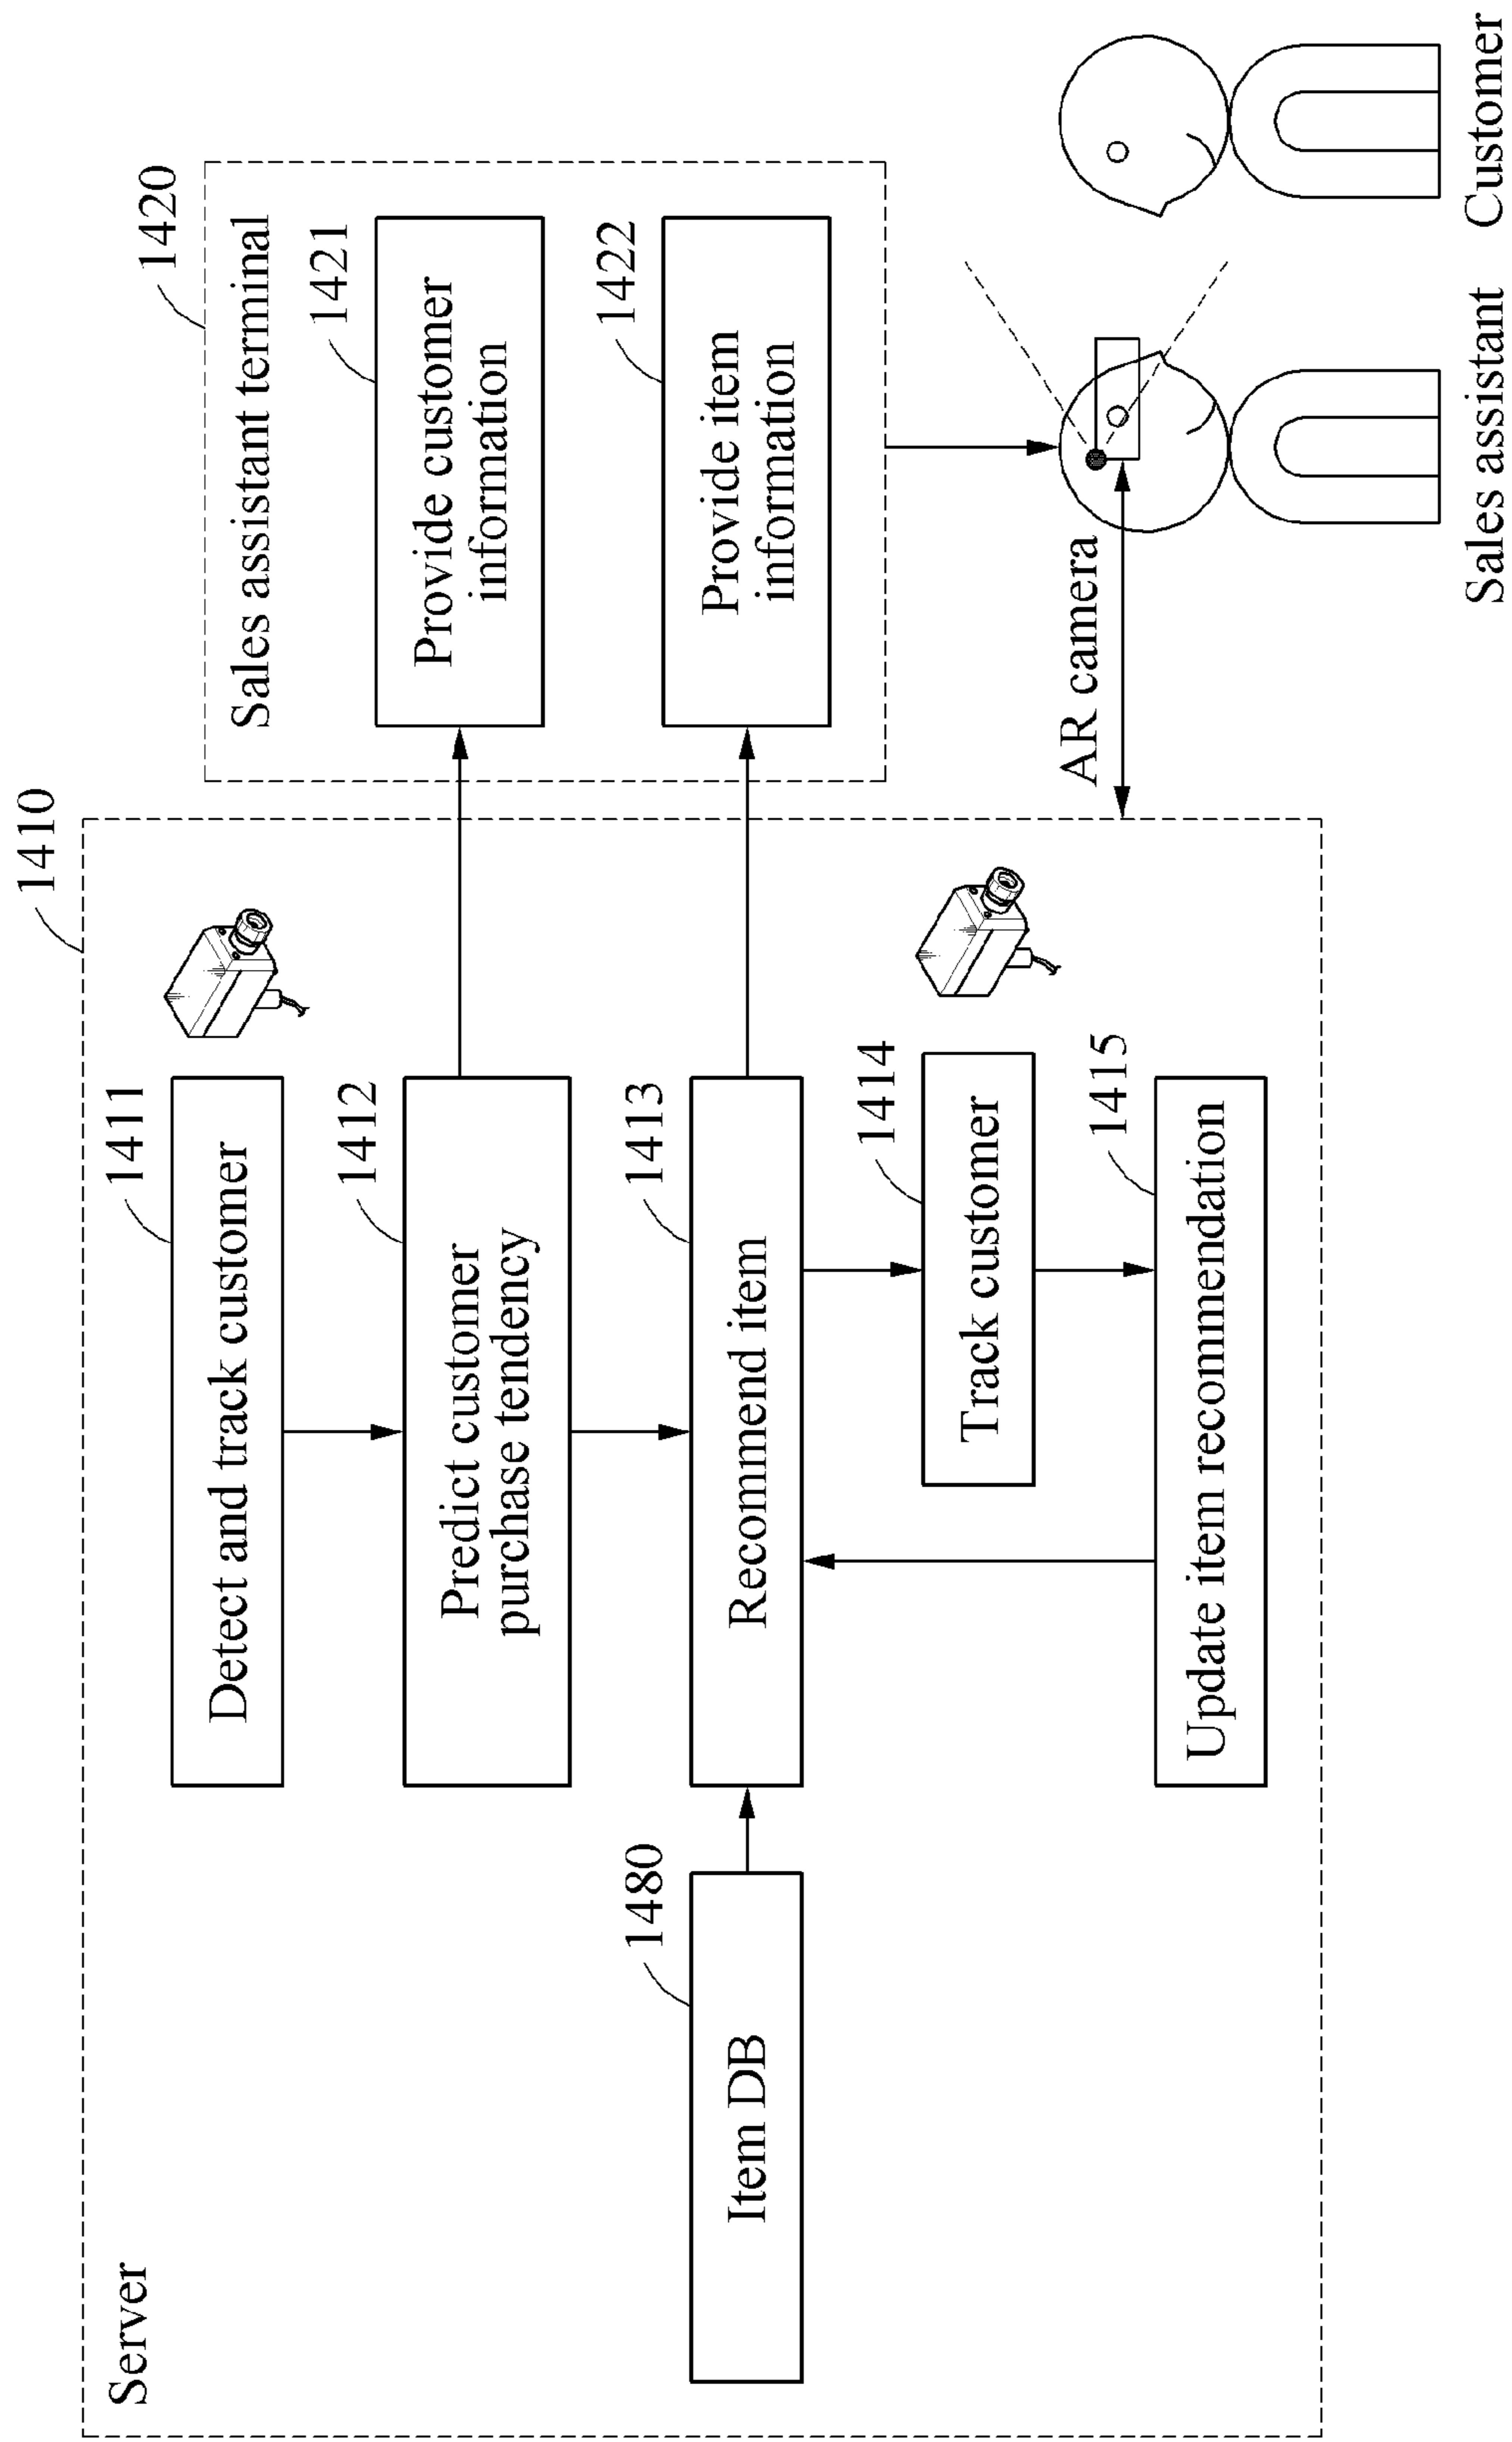 Server
1410
1411
Detect and track customer
1412
Predict customer
purchase tendency
1480
Item DB
1413
Recommend item
1414
Track customer
1415
Update item recommendation
1420
Sales assistant terminal
1421
Provide customer
information
1422
Provide item
information
AR camera
Sales assistant
Customer